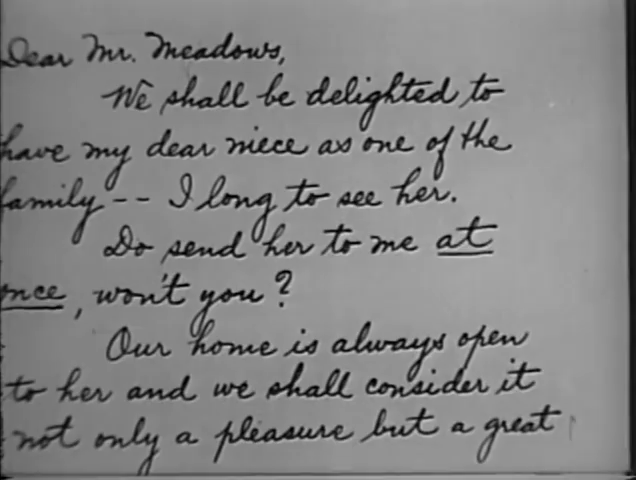 Dear Mr. Meadows,
We shall be delighted to
have my dear niece as one of the
family -- I long to see her.
Do send her to me at
once, won't you?
Our home is always open
to her and we shall consider it
not only a pleasure but a great